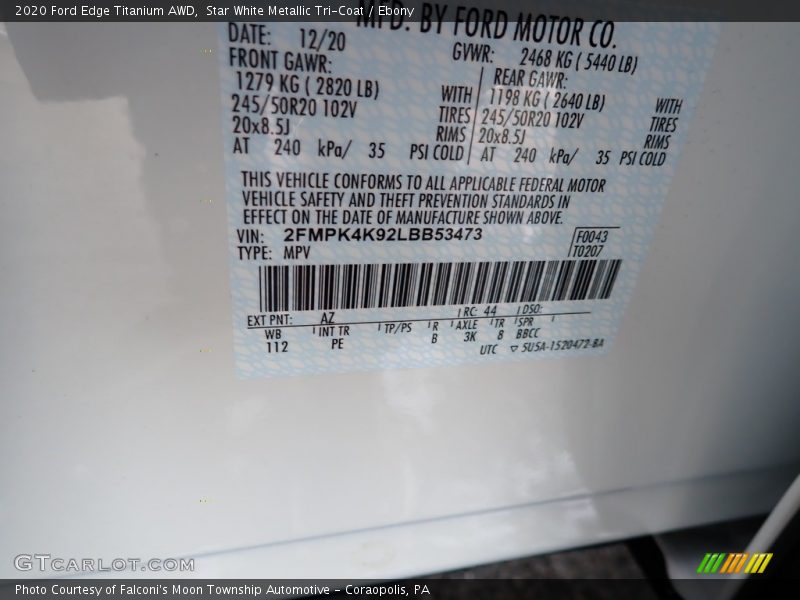 2020 Ford Edge Titanium AWD, Star White Metallic Tri-Coat / Ebony
MFD. BY FORD MOTOR CO.
DATE: 12/20 GVWR: 2468 KG ( 5440 LB)
FRONT GAWR: REAR GAWR:
1279 KG ( 2820 LB) WITH 1198 KG ( 2640 LB) WITH
245/50R20 102V TIRES 245/50R20 102V TIRES
20x8.5J RIMS 20x8.5J RIMS
AT 240 kPa/ 35 PSI COLD AT 240 kPa/ 35 PSI COLD
THIS VEHICLE CONFORMS TO ALL APPLICABLE FEDERAL MOTOR
VEHICLE SAFETY AND THEFT PREVENTION STANDARDS IN
EFFECT ON THE DATE OF MANUFACTURE SHOWN ABOVE.
VIN: 2FMPK4K92LBB53473 F0043
TYPE: MPV T0207
EXT PNT: AZ RC: 44 DSO:
WB INT TR TP/PS R AXLE TR SPR
112 PE B 3K 8 BBCC
UTC ▽ 5U5A-1520472-BA
GTCARLOT.COM
Photo Courtesy of Falconi's Moon Township Automotive - Coraopolis, PA